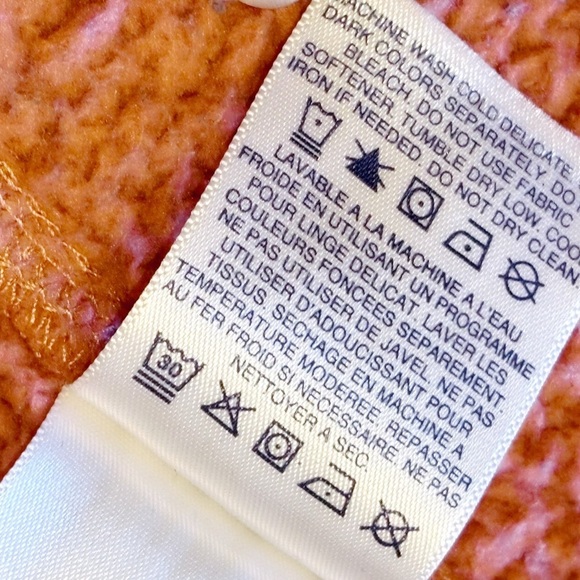 MACHINE WASH COLD DELICATE.
DARK COLORS SEPARATELY. DO
BLEACH. DO NOT USE FABRIC
SOFTENER. TUMBLE DRY LOW. COOL
IRON IF NEEDED. DO NOT DRY CLEAN
LAVABLE A LA MACHINE A L'EAU
FROIDE EN UTILISANT UN PROGRAMME
POUR LINGE DELICAT. LAVER LES
COULEURS FONCÉES SEPAREMENT.
NE PAS UTILISER DE JAVEL. NE PAS
UTILISER D'ADOUCISSANT POUR
TISSUS. SECHAGE EN MACHINE A
TEMPERATURE MODEREE. REPASSER
AU FER FROID SI NECESSAIRE. NE PAS
NETTOYER A SEC.
30